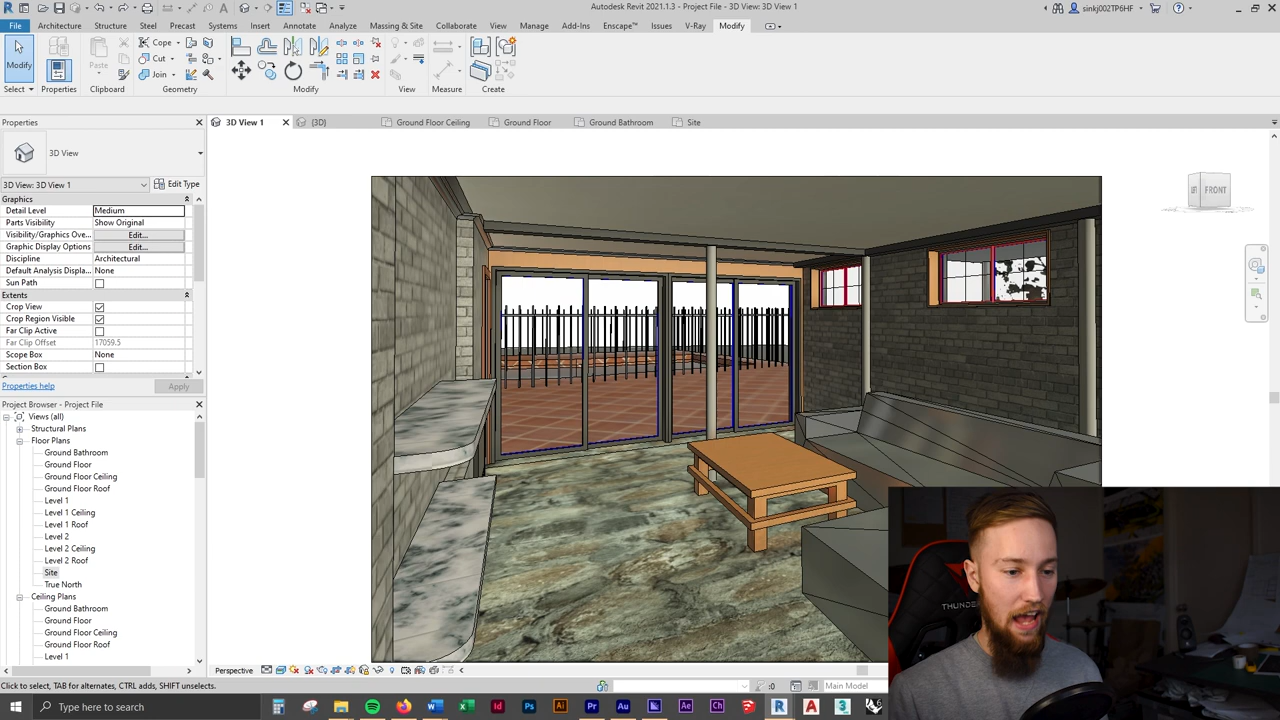 Autodesk Revit 2021.1.3 - Project File - 3D View: 3D View 1
sinkj002TP6HF
File Architecture Structure Steel Precast Systems Insert Annotate Analyze Massing & Site Collaborate View Manage Add-Ins Enscape™ Issues V-Ray Modify
Modify Paste Cope Cut Join
Select Properties Clipboard Geometry Modify View Measure Create
Properties
3D View 1 {3D} Ground Floor Ceiling Ground Floor Ground Bathroom Site
3D View
3D View: 3D View 1 Edit Type
Graphics
Detail Level Medium
Parts Visibility Show Original
Visibility/Graphics Ove... Edit...
Graphic Display Options Edit...
Discipline Architectural
Default Analysis Displa... None
Sun Path
Extents
Crop View
Crop Region Visible
Far Clip Active
Far Clip Offset 17059.5
Scope Box None
Section Box
Properties help Apply
Project Browser - Project File
Views (all)
Structural Plans
Floor Plans
Ground Bathroom
Ground Floor
Ground Floor Ceiling
Ground Floor Roof
Level 1
Level 1 Ceiling
Level 1 Roof
Level 2
Level 2 Ceiling
Level 2 Roof
Site
True North
Ceiling Plans
Ground Bathroom
Ground Floor
Ground Floor Ceiling
Ground Floor Roof
Level 1
FRONT
THUNDE
Perspective
Click to select, TAB for alternates, CTRL adds, SHIFT unselects.
:0
Main Model
Type here to search